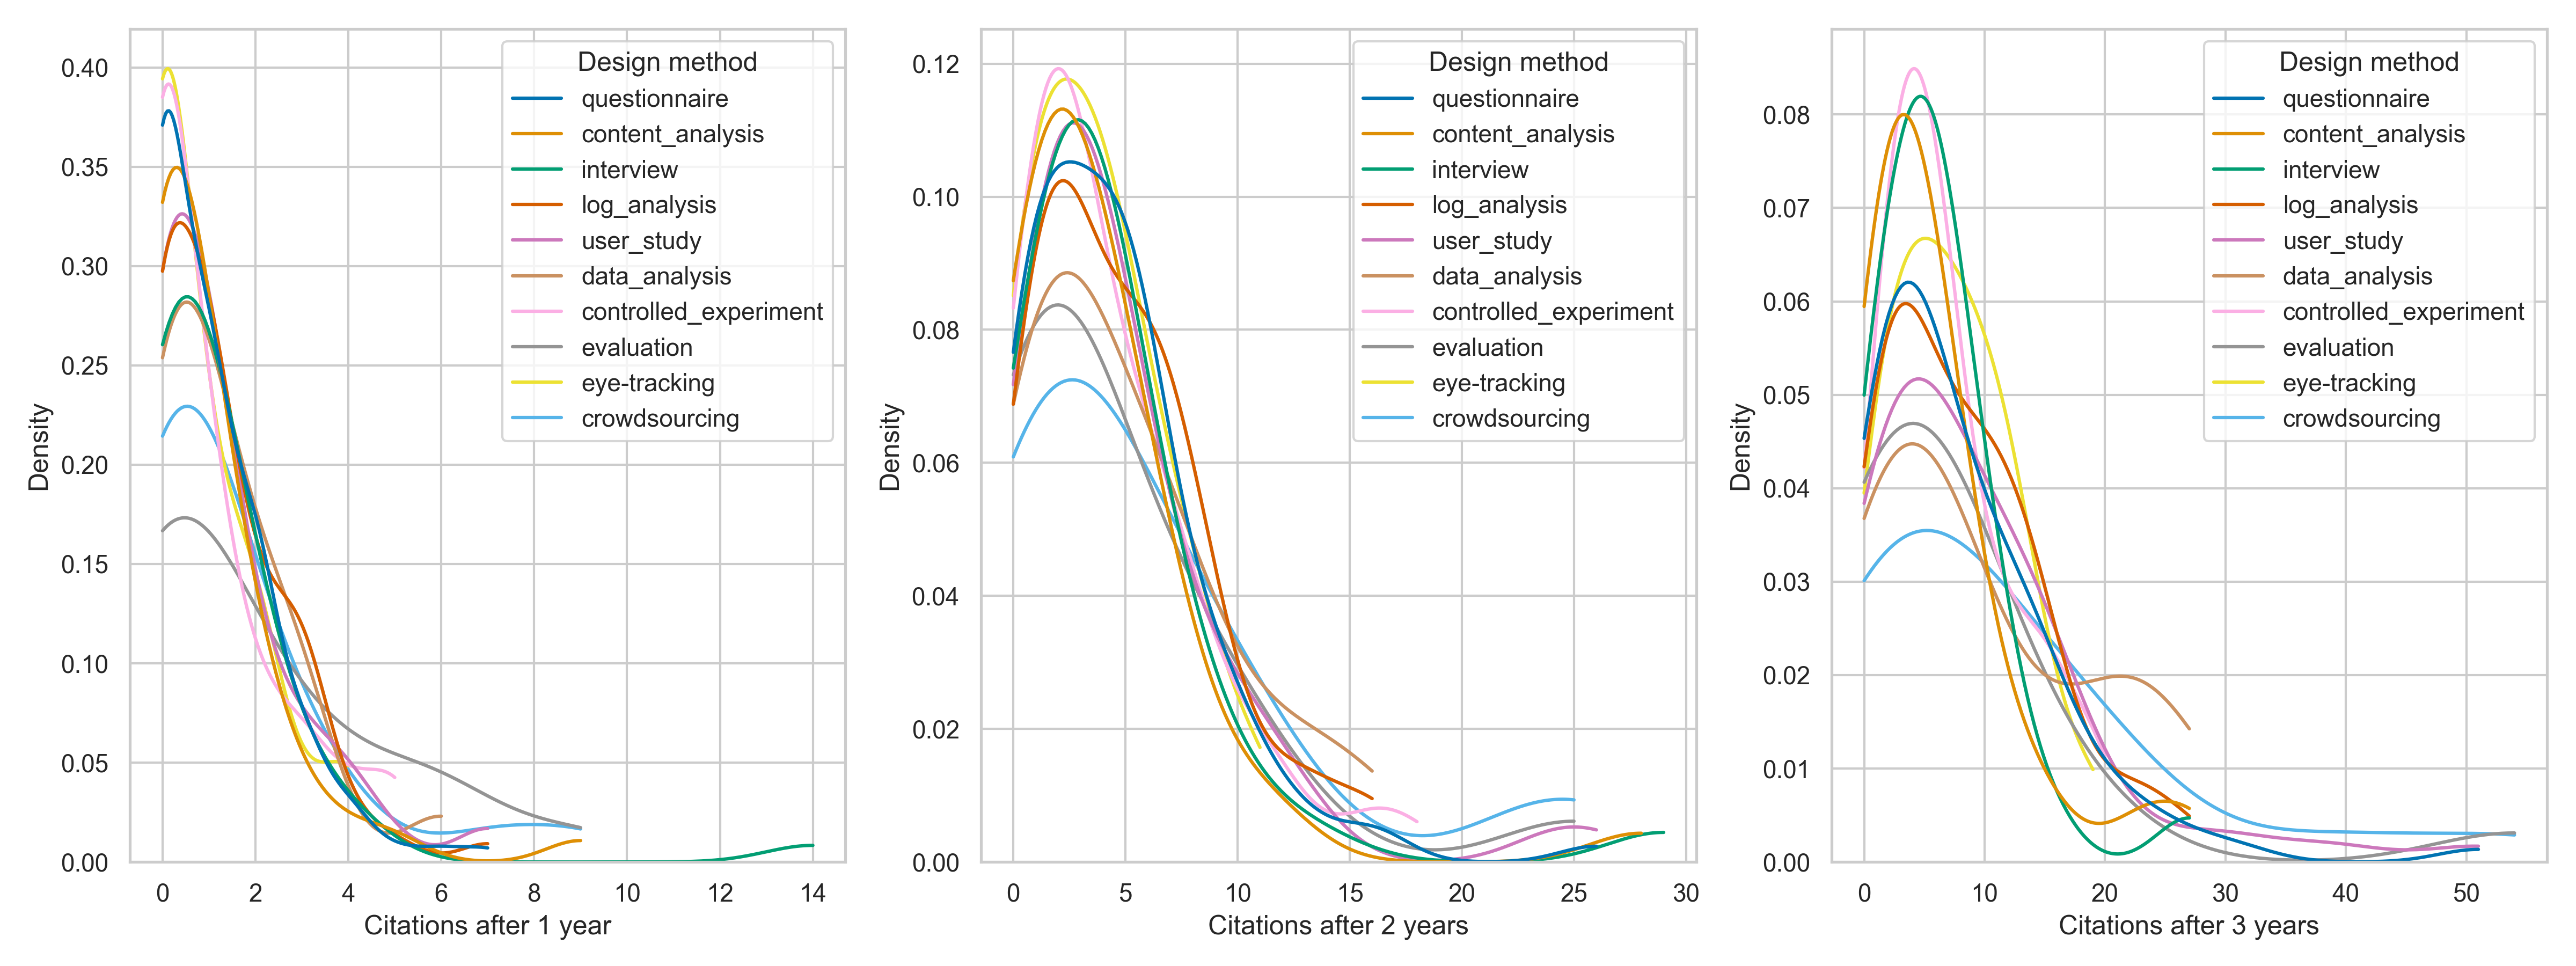 0.40
0.35
0.30
0.25
0.20
0.15
0.10
0.05
0.00
Density
0
2
4
6
8
10
12
14
Citations after 1 year
Design method
questionnaire
content_analysis
interview
log_analysis
user_study
data_analysis
controlled_experiment
evaluation
eye-tracking
crowdsourcing
0.12
0.10
0.08
0.06
0.04
0.02
0.00
Density
0
5
10
15
20
25
30
Citations after 2 years
Design method
questionnaire
content_analysis
interview
log_analysis
user_study
data_analysis
controlled_experiment
evaluation
eye-tracking
crowdsourcing
0.08
0.07
0.06
0.05
0.04
0.03
0.02
0.01
0.00
Density
0
10
20
30
40
50
Citations after 3 years
Design method
questionnaire
content_analysis
interview
log_analysis
user_study
data_analysis
controlled_experiment
evaluation
eye-tracking
crowdsourcing